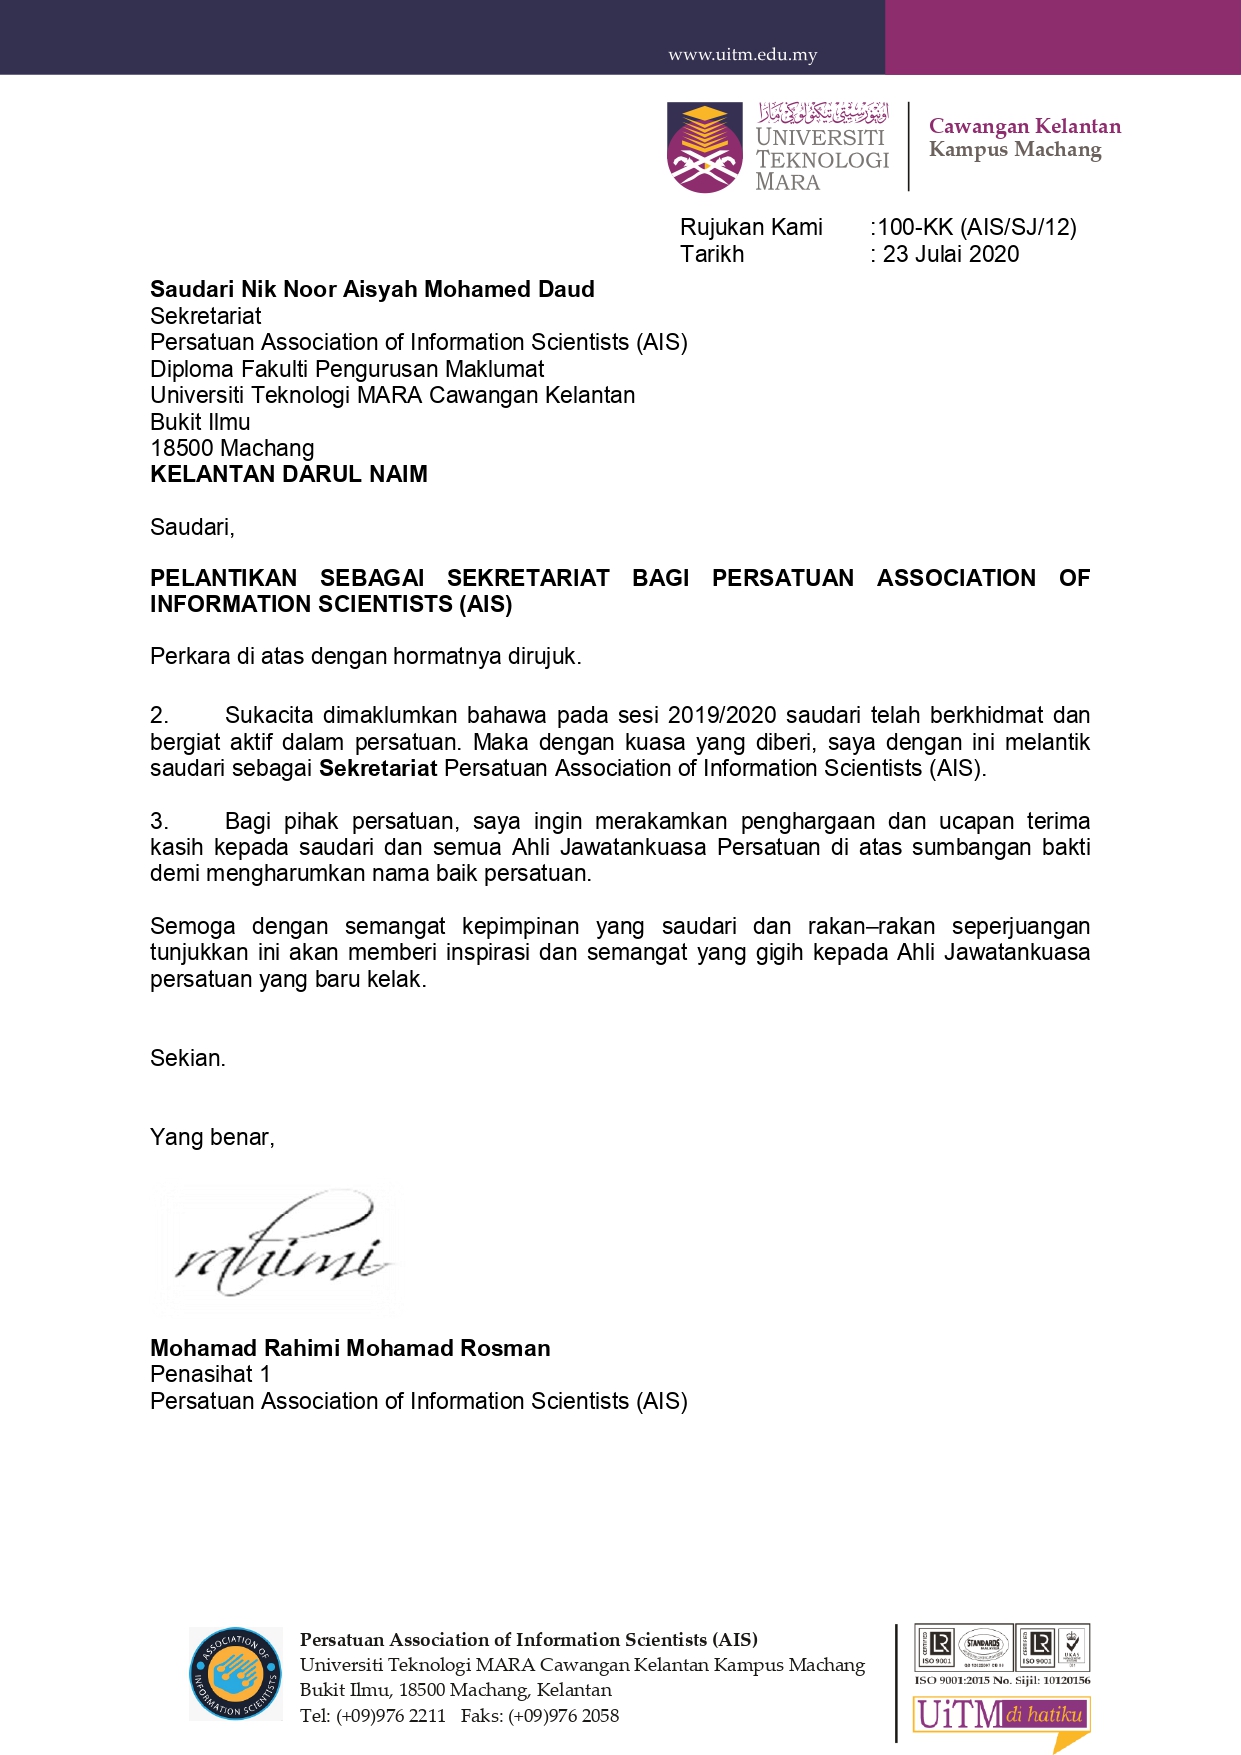 www.uitm.edu.my
اونيۏرسيتي تيكنولوݢي مارا
UNIVERSITI
TEKNOLOGI
MARA
Cawangan Kelantan
Kampus Machang
Rujukan Kami :100-KK (AIS/SJ/12)
Tarikh : 23 Julai 2020
Saudari Nik Noor Aisyah Mohamed Daud
Sekretariat
Persatuan Association of Information Scientists (AIS)
Diploma Fakulti Pengurusan Maklumat
Universiti Teknologi MARA Cawangan Kelantan
Bukit Ilmu
18500 Machang
KELANTAN DARUL NAIM
Saudari,
PELANTIKAN SEBAGAI SEKRETARIAT BAGI PERSATUAN ASSOCIATION OF
INFORMATION SCIENTISTS (AIS)
Perkara di atas dengan hormatnya dirujuk.
2. Sukacita dimaklumkan bahawa pada sesi 2019/2020 saudari telah berkhidmat dan
bergiat aktif dalam persatuan. Maka dengan kuasa yang diberi, saya dengan ini melantik
saudari sebagai Sekretariat Persatuan Association of Information Scientists (AIS).
3. Bagi pihak persatuan, saya ingin merakamkan penghargaan dan ucapan terima
kasih kepada saudari dan semua Ahli Jawatankuasa Persatuan di atas sumbangan bakti
demi mengharumkan nama baik persatuan.
Semoga dengan semangat kepimpinan yang saudari dan rakan–rakan seperjuangan
tunjukkan ini akan memberi inspirasi dan semangat yang gigih kepada Ahli Jawatankuasa
persatuan yang baru kelak.
Sekian.
Yang benar,
rahimi
Mohamad Rahimi Mohamad Rosman
Penasihat 1
Persatuan Association of Information Scientists (AIS)
ASSOCIATION OF
INFORMATION SCIENTISTS
Persatuan Association of Information Scientists (AIS)
Universiti Teknologi MARA Cawangan Kelantan Kampus Machang
Bukit Ilmu, 18500 Machang, Kelantan
Tel: (+09)976 2211 Faks: (+09)976 2058
CERTIFIED LR ISO 9001
STANDARDS
MALAYSIA
CERTIFIED LR ISO 9001
UKAS
ISO 9001:2015 No. Sijil: 10120156
UiTM di hatiku